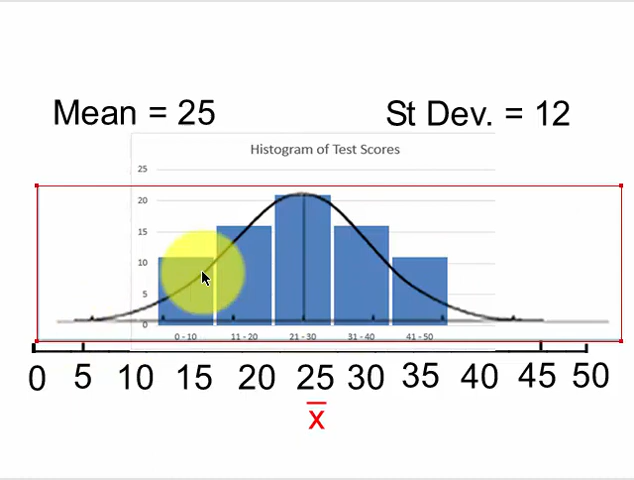 Mean = 25 St Dev. = 12
Histogram of Test Scores
25
20
15
10
5
0
0 - 10 11 - 20 21 - 30 31 - 40 41 - 50
0 5 10 15 20 25 30 35 40 45 50
x̅